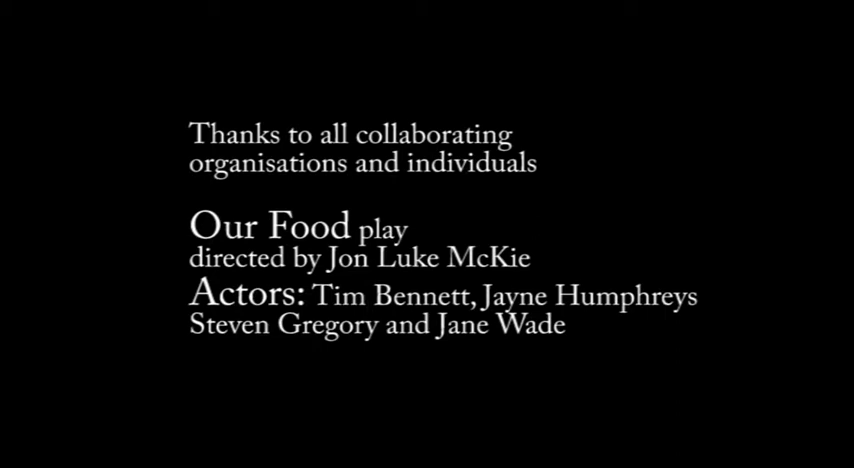 Thanks to all collaborating
organisations and individuals
Our Food play
directed by Jon Luke McKie
Actors: Tim Bennett, Jayne Humphreys
Steven Gregory and Jane Wade